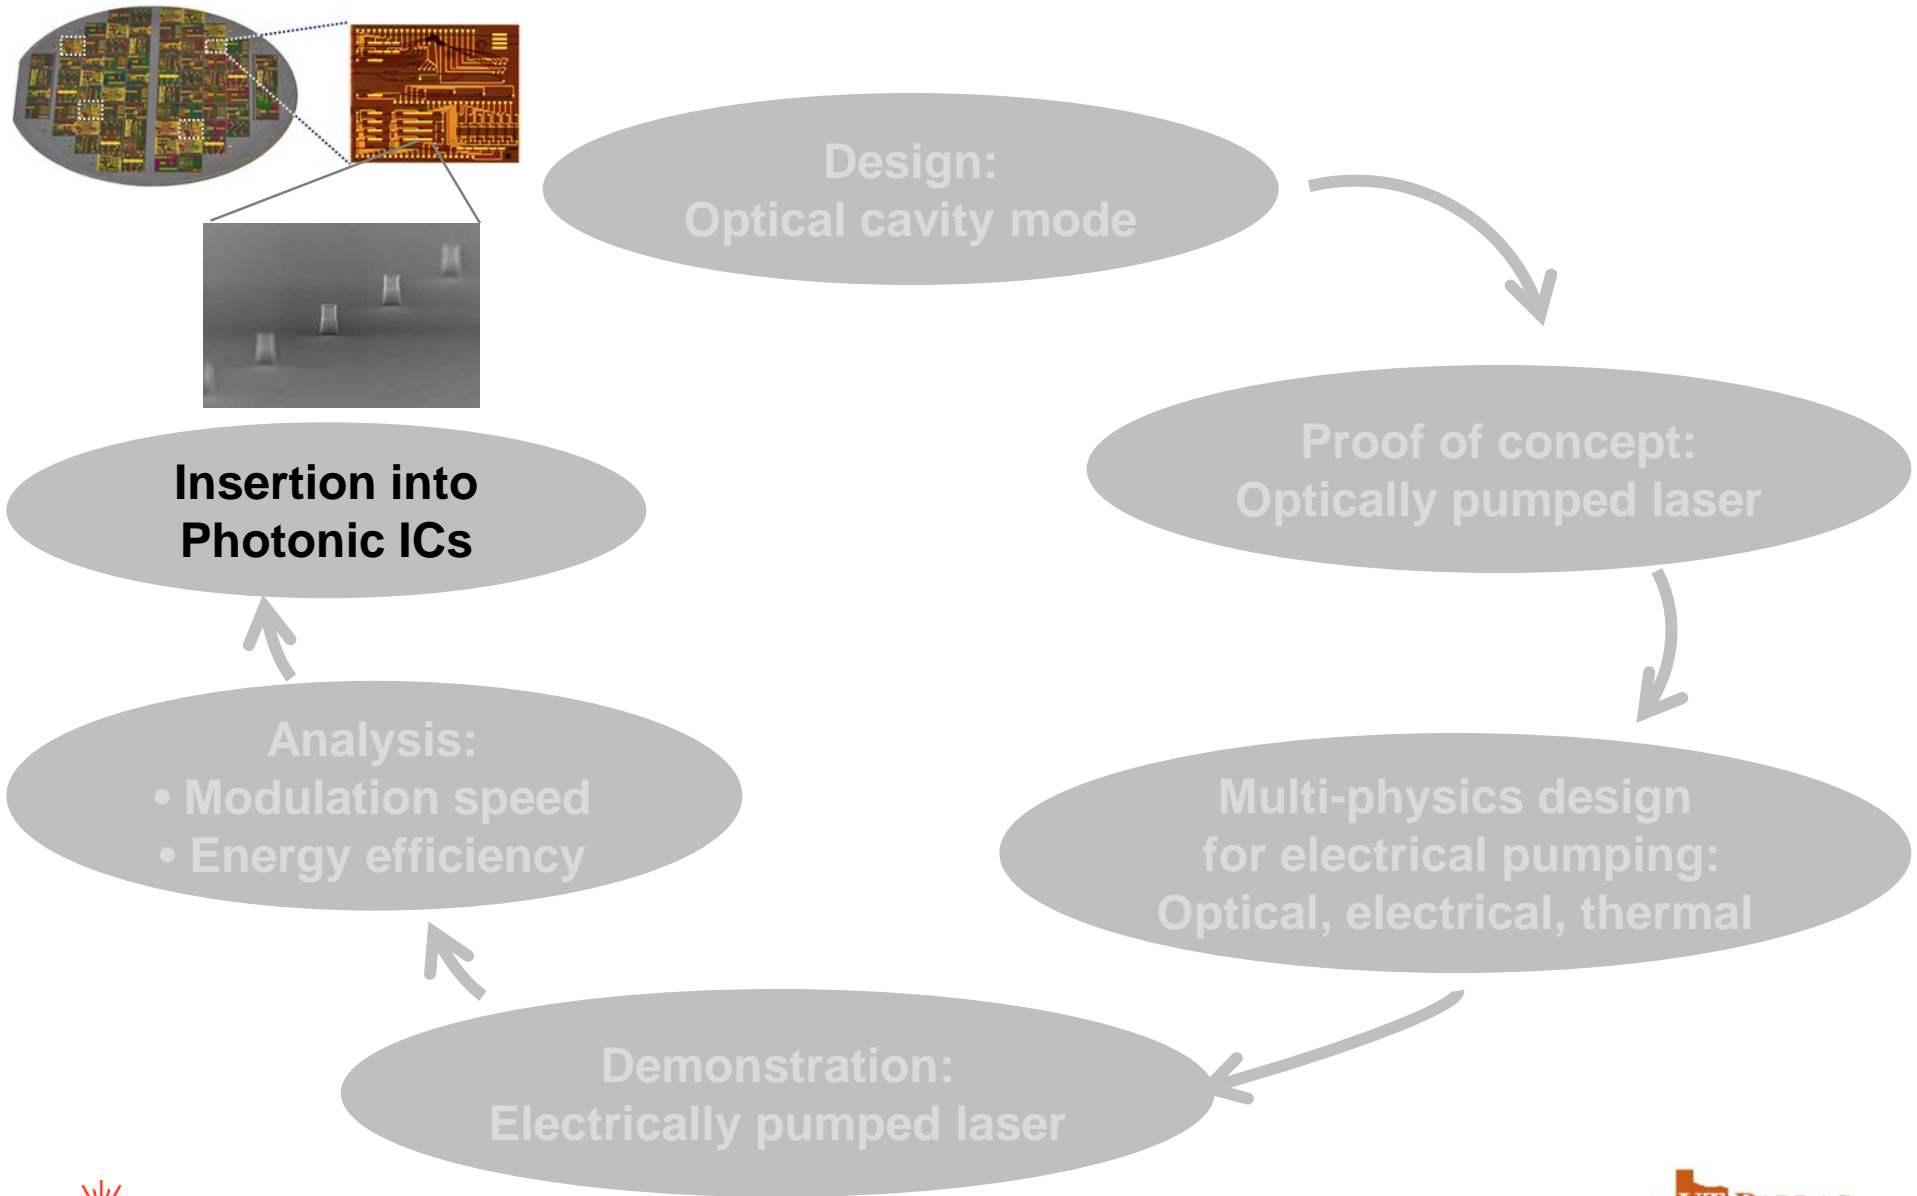 Design:
Optical cavity mode
Proof of concept:
Optically pumped laser
Insertion into
Photonic ICs
Analysis:
• Modulation speed
• Energy efficiency
Multi-physics design
for electrical pumping:
Optical, electrical, thermal
Demonstration:
Electrically pumped laser